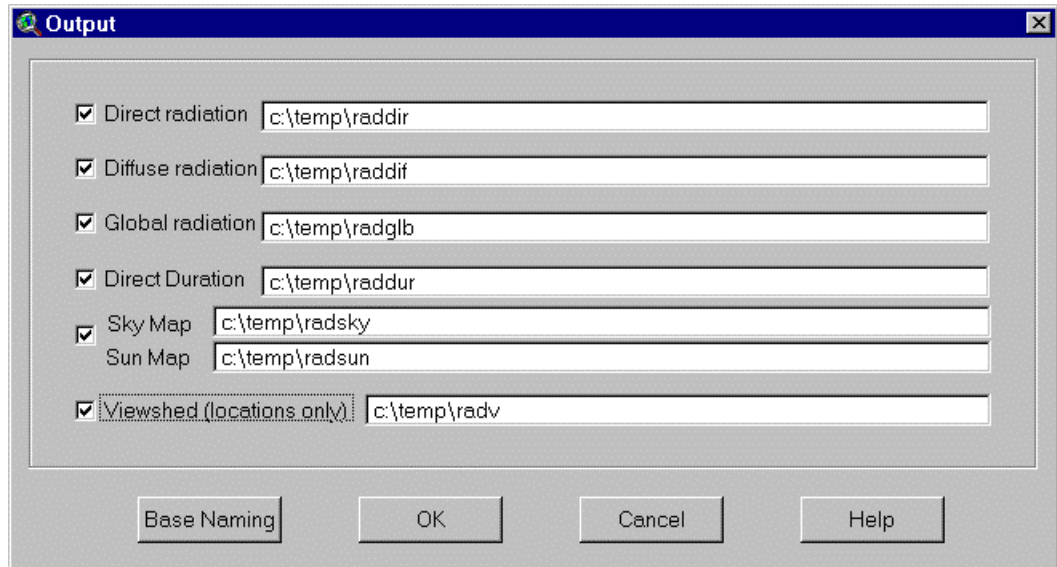 Output
Direct radiation c:\temp\raddir
Diffuse radiation c:\temp\raddif
Global radiation c:\temp\radglb
Direct Duration c:\temp\raddur
Sky Map c:\temp\radsky
Sun Map c:\temp\radsun
Viewshed (locations only) c:\temp\radv
Base Naming OK Cancel Help